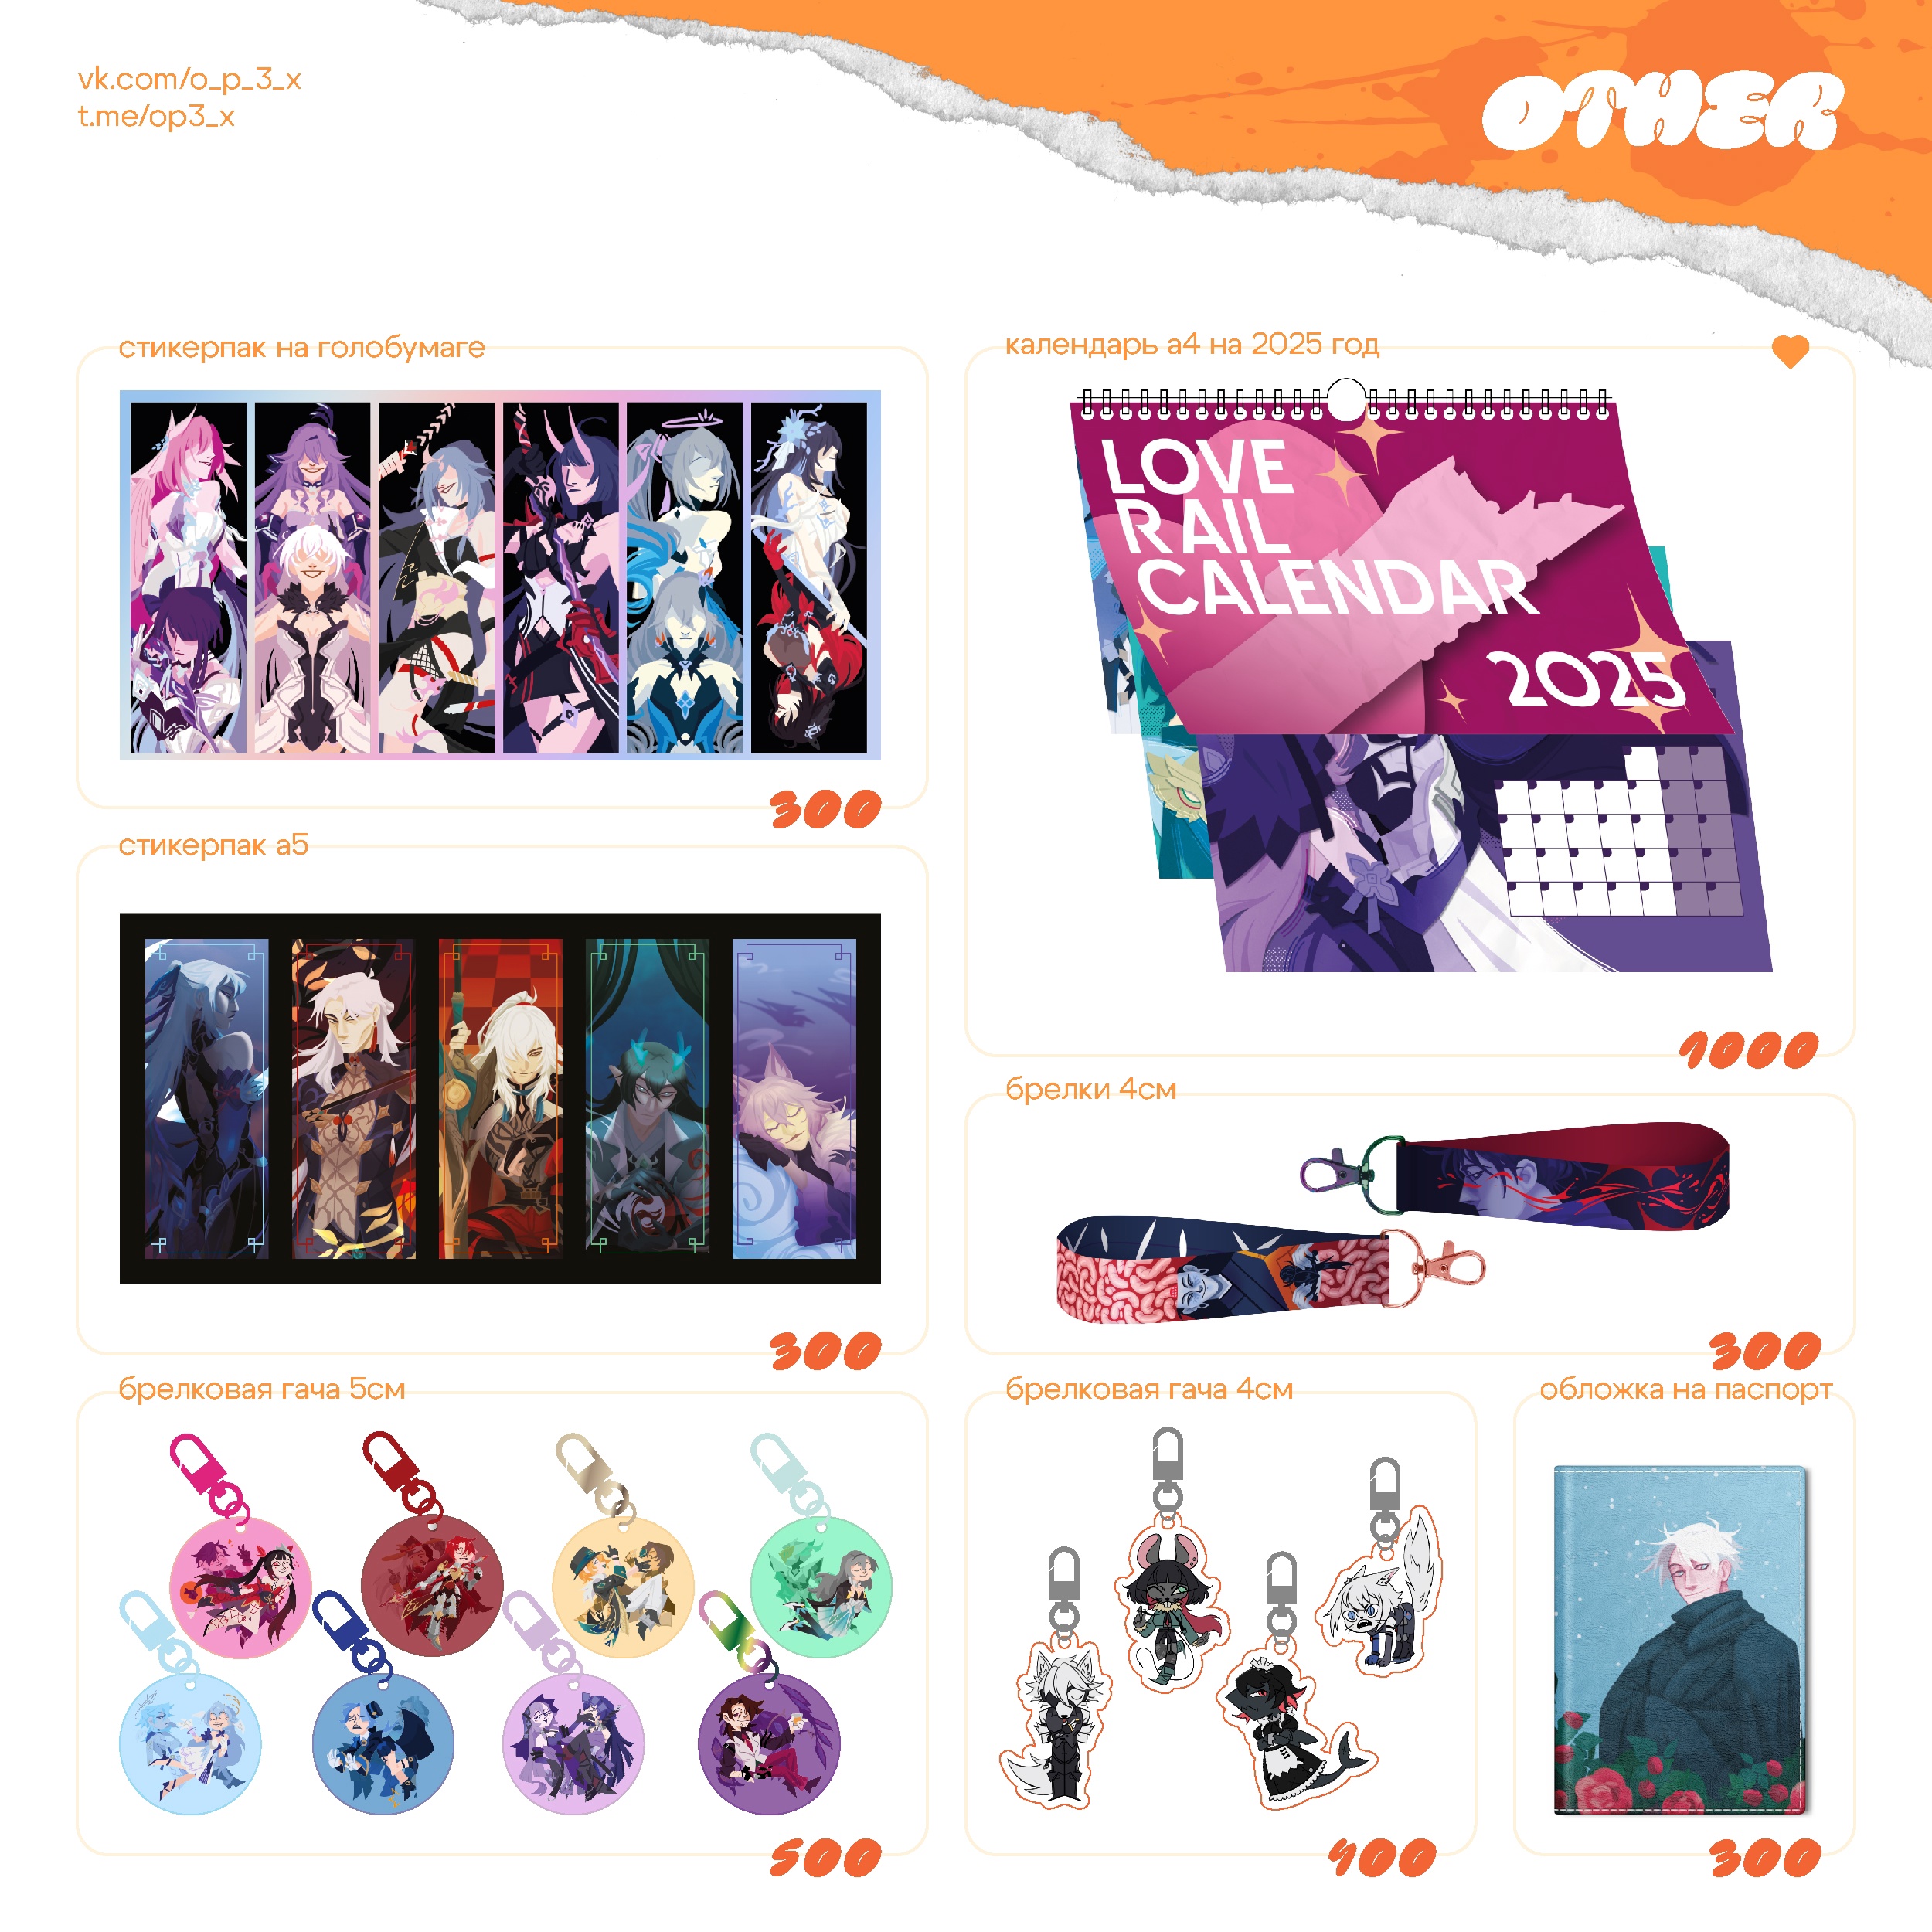 vk.com/o_p_3_x
t.me/op3_x
OTHER
стикерпак на голобумаге
300
календарь а4 на 2025 год
LOVE
RAIL
CALENDAR
2025
1000
стикерпак а5
300
брелки 4см
300
брелковая гача 5см
500
брелковая гача 4см
400
обложка на паспорт
300